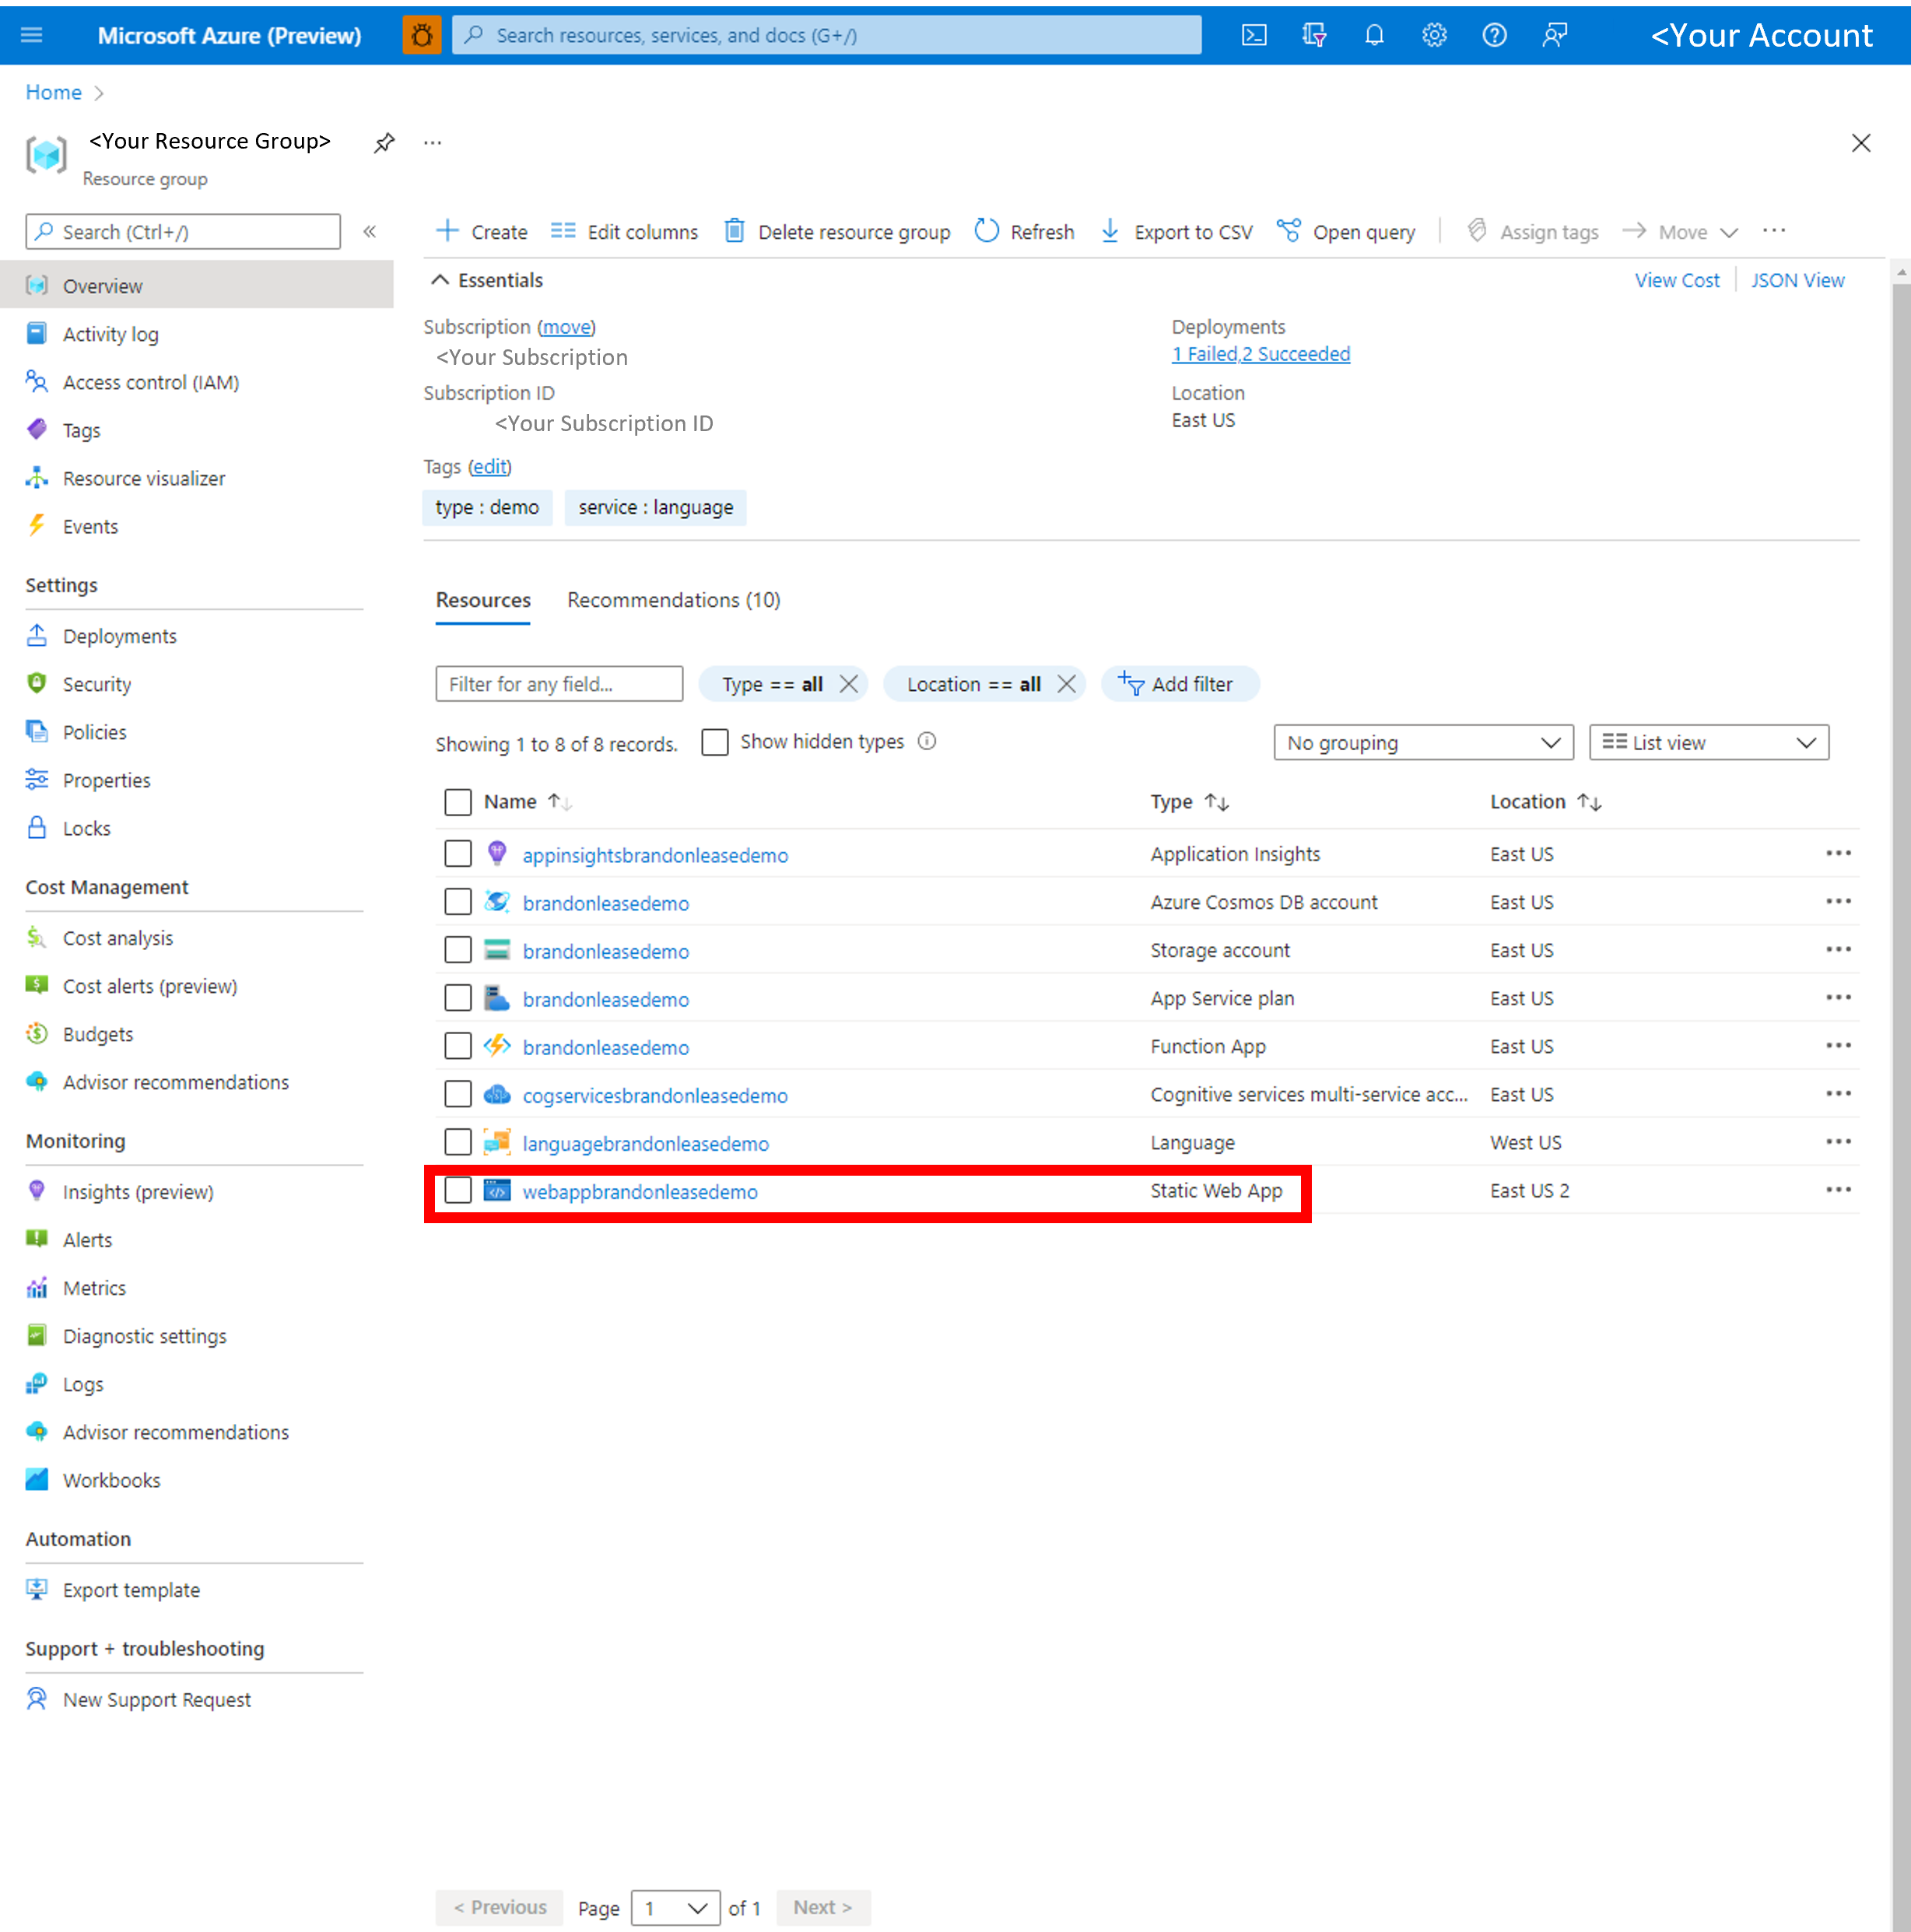 Microsoft Azure (Preview)
Search resources, services, and docs (G+/)
<Your Account
Home
<Your Resource Group>
Resource group
Search (Ctrl+/)
Overview
Activity log
Access control (IAM)
Tags
Resource visualizer
Events
Settings
Deployments
Security
Policies
Properties
Locks
Cost Management
Cost analysis
Cost alerts (preview)
Budgets
Advisor recommendations
Monitoring
Insights (preview)
Alerts
Metrics
Diagnostic settings
Logs
Advisor recommendations
Workbooks
Automation
Export template
Support + troubleshooting
New Support Request
Create Edit columns Delete resource group Refresh Export to CSV Open query Assign tags Move
Essentials View Cost JSON View
Subscription (move)
<Your Subscription
Subscription ID
<Your Subscription ID
Deployments
1 Failed,2 Succeeded
Location
East US
Tags (edit)
type : demo service : language
Resources Recommendations (10)
Filter for any field... Type == all Location == all Add filter
Showing 1 to 8 of 8 records. Show hidden types No grouping List view
Name Type Location
appinsightsbrandonleasedemo Application Insights East US
brandonleasedemo Azure Cosmos DB account East US
brandonleasedemo Storage account East US
brandonleasedemo App Service plan East US
brandonleasedemo Function App East US
cogservicesbrandonleasedemo Cognitive services multi-service acc... East US
languagebrandonleasedemo Language West US
webappbrandonleasedemo Static Web App East US 2
< Previous Page 1 of 1 Next >